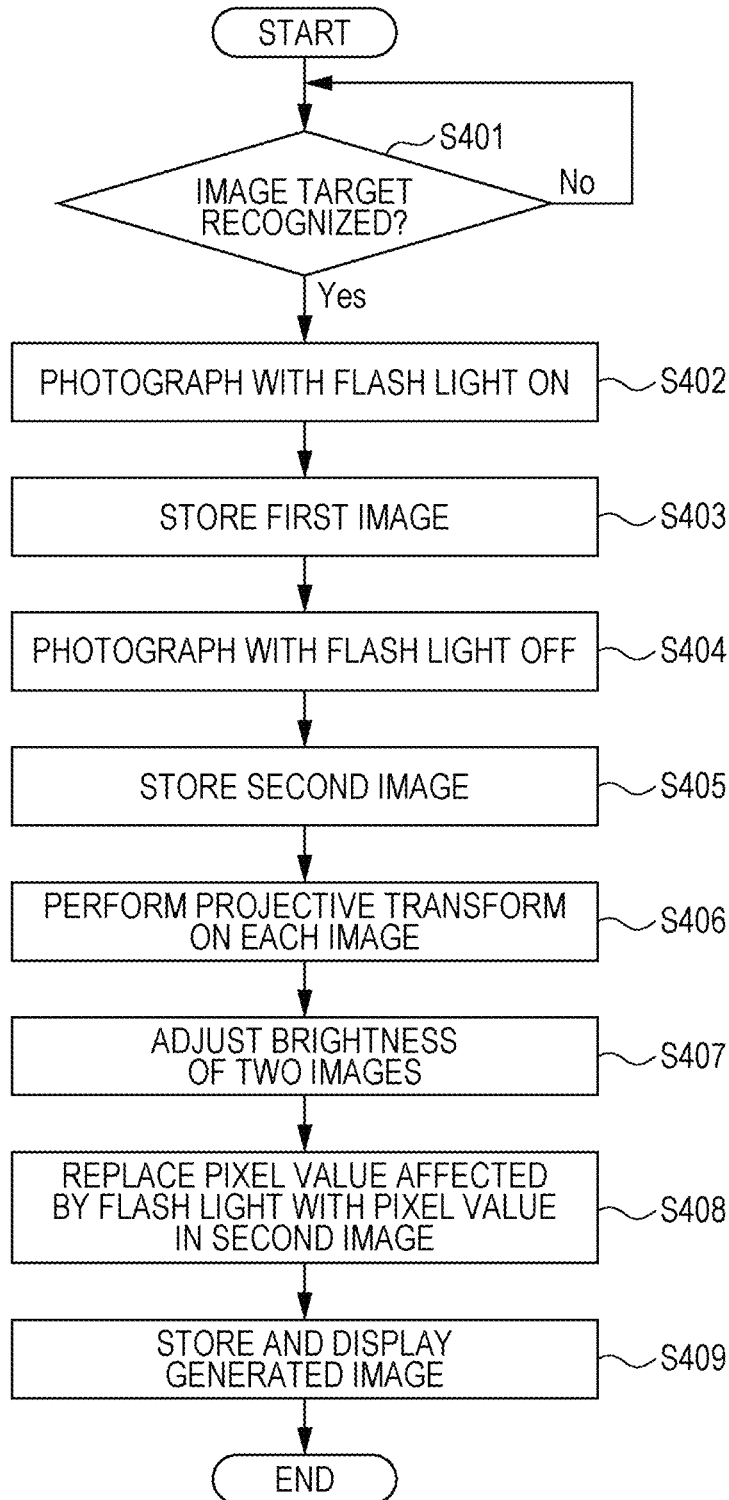 START
S401
IMAGE TARGET
RECOGNIZED?
No
Yes
PHOTOGRAPH WITH FLASH LIGHT ON
S402
STORE FIRST IMAGE
S403
PHOTOGRAPH WITH FLASH LIGHT OFF
S404
STORE SECOND IMAGE
S405
PERFORM PROJECTIVE TRANSFORM
ON EACH IMAGE
S406
ADJUST BRIGHTNESS
OF TWO IMAGES
S407
REPLACE PIXEL VALUE AFFECTED
BY FLASH LIGHT WITH PIXEL VALUE
IN SECOND IMAGE
S408
STORE AND DISPLAY
GENERATED IMAGE
S409
END